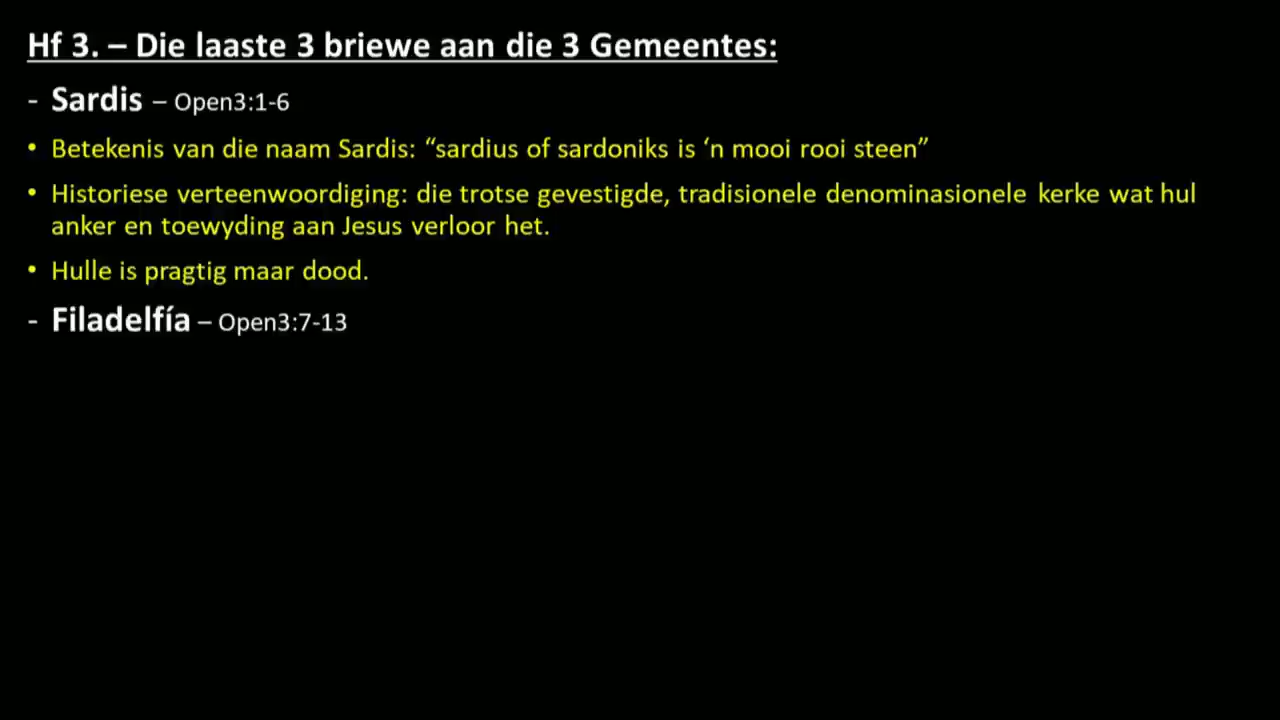 Hf 3. – Die laaste 3 briewe aan die 3 Gemeentes:
- Sardis – Open3:1-6
• Betekenis van die naam Sardis: “sardius of sardoniks is ‘n mooi rooi steen”
• Historiese verteenwoordiging: die trotse gevestigde, tradisionele denominasionele kerke wat hul
anker en toewyding aan Jesus verloor het.
• Hulle is pragtig maar dood.
- Filadelfía – Open3:7-13